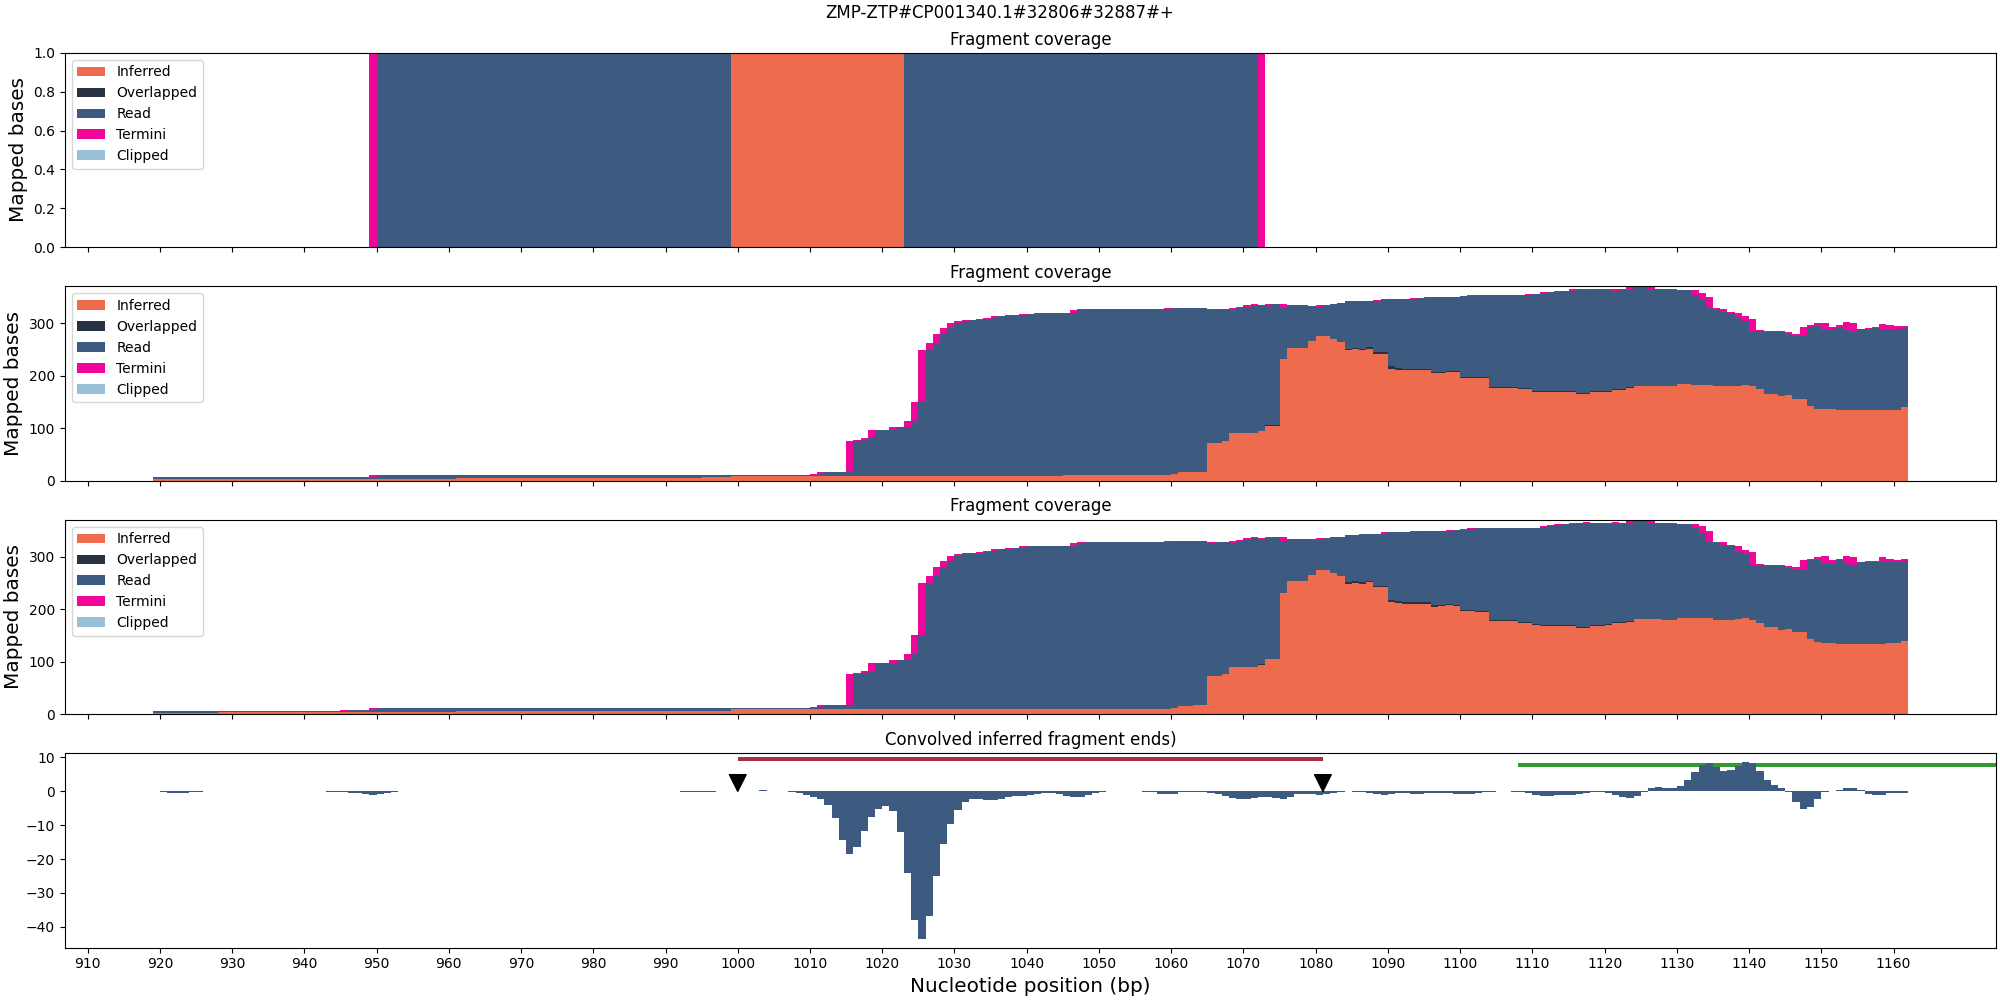 ZMP-ZTP#CP001340.1#32806#32887#+
Fragment coverage
Mapped bases
1.0
0.8
0.6
0.4
0.2
0.0
Inferred
Overlapped
Read
Termini
Clipped
Fragment coverage
Mapped bases
300
200
100
0
Inferred
Overlapped
Read
Termini
Clipped
Fragment coverage
Mapped bases
300
200
100
0
Inferred
Overlapped
Read
Termini
Clipped
Convolved inferred fragment ends)
10
0
−10
−20
−30
−40
910 920 930 940 950 960 970 980 990 1000 1010 1020 1030 1040 1050 1060 1070 1080 1090 1100 1110 1120 1130 1140 1150 1160
Nucleotide position (bp)